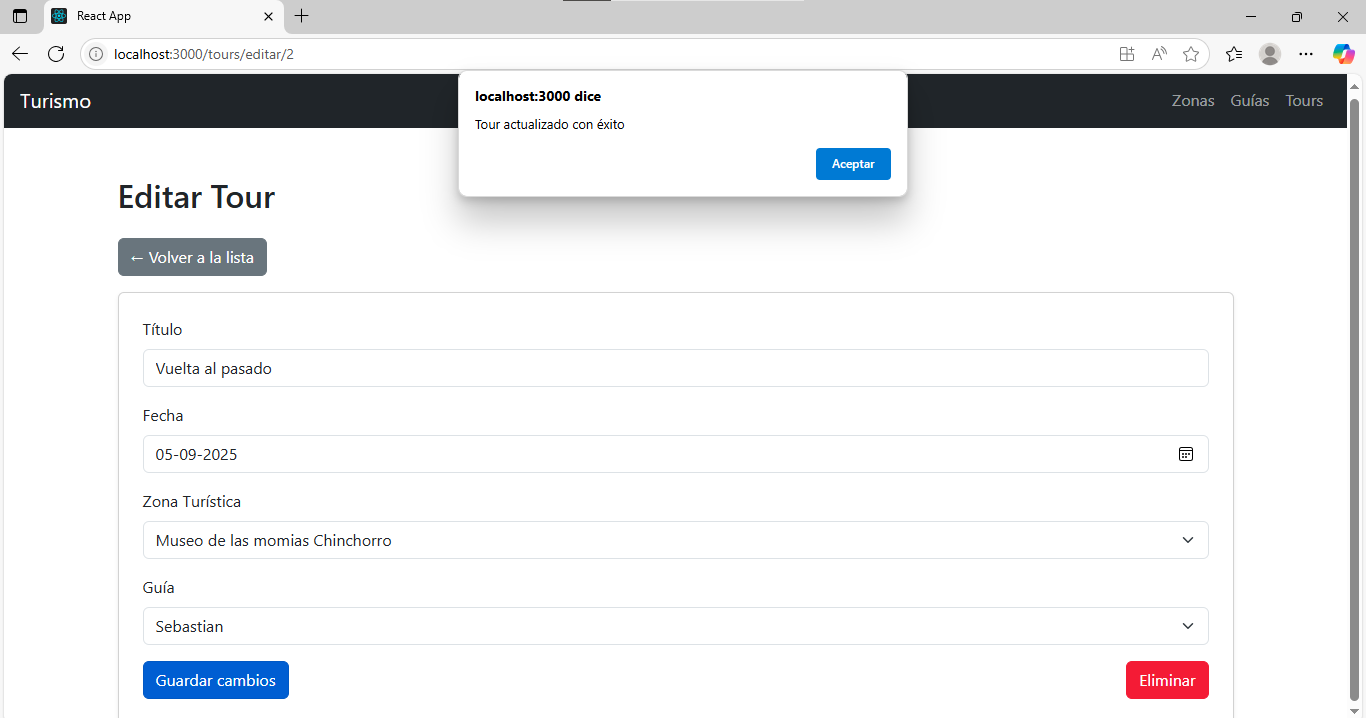 React App
localhost:3000/tours/editar/2
Turismo
Zonas Guías Tours
localhost:3000 dice
Tour actualizado con éxito
Aceptar
Editar Tour
← Volver a la lista
Título
Vuelta al pasado
Fecha
05-09-2025
Zona Turística
Museo de las momias Chinchorro
Guía
Sebastian
Guardar cambios Eliminar